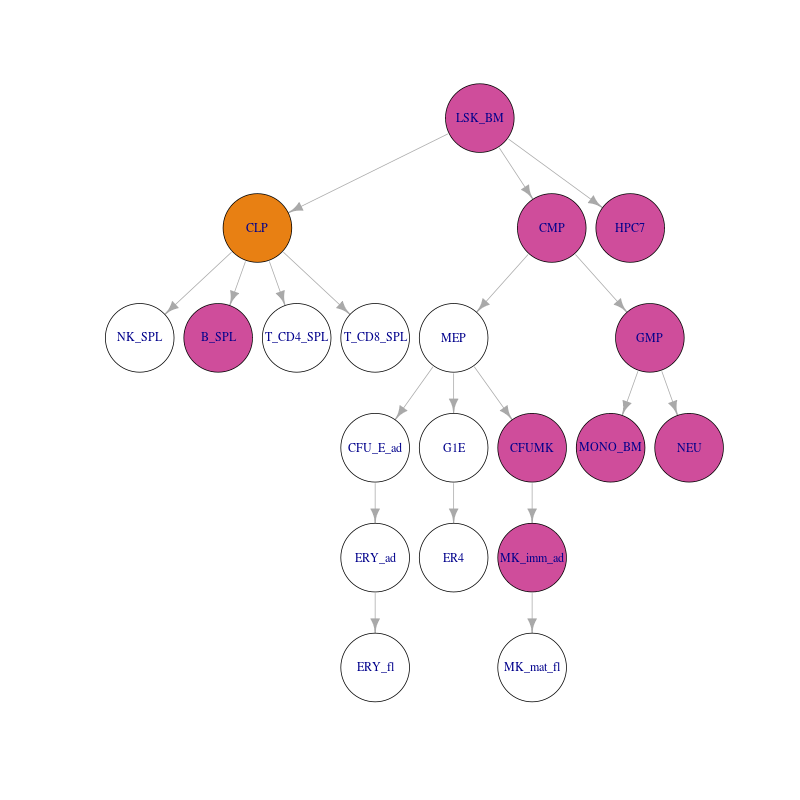 LSK_BM
CLP
CMP
HPC7
NK_SPL
B_SPL
T_CD4_SPL
T_CD8_SPL
MEP
GMP
CFU_E_ad
G1E
CFUMK
MONO_BM
NEU
ERY_ad
ER4
MK_imm_ad
ERY_fl
MK_mat_fl